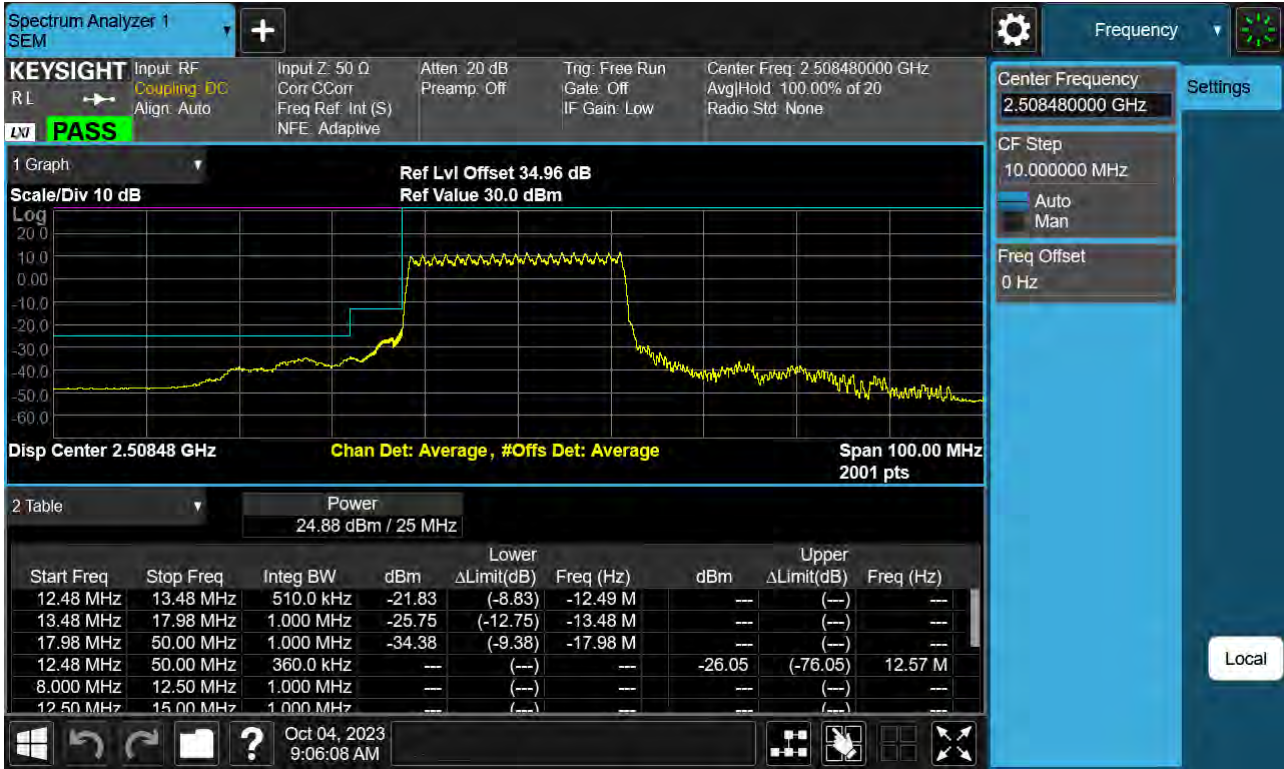 Spectrum Analyzer 1
SEM
Frequency
KEYSIGHT
R L
LXI
PASS
Input: RF
Coupling: DC
Align: Auto
Input Z: 50 Ω
Corr CCorr
Freq Ref: Int (S)
NFE: Adaptive
Atten: 20 dB
Preamp: Off
Trig: Free Run
Gate: Off
IF Gain: Low
Center Freq: 2.508480000 GHz
Avg|Hold: 100.00% of 20
Radio Std: None
Center Frequency
2.508480000 GHz
Settings
CF Step
10.000000 MHz
Auto
Man
Freq Offset
0 Hz
Local
1 Graph
Scale/Div 10 dB
Ref Lvl Offset 34.96 dB
Ref Value 30.0 dBm
Log
20.0
10.0
0.00
-10.0
-20.0
-30.0
-40.0
-50.0
-60.0
Disp Center 2.50848 GHz
Chan Det: Average , #Offs Det: Average
Span 100.00 MHz
2001 pts
2 Table
Power
24.88 dBm / 25 MHz
Lower Upper
Start Freq Stop Freq Integ BW dBm ΔLimit(dB) Freq (Hz) dBm ΔLimit(dB) Freq (Hz)
12.48 MHz 13.48 MHz 510.0 kHz -21.83 (-8.83) -12.49 M --- (---) ---
13.48 MHz 17.98 MHz 1.000 MHz -25.75 (-12.75) -13.48 M --- (---) ---
17.98 MHz 50.00 MHz 1.000 MHz -34.38 (-9.38) -17.98 M --- (---) ---
12.48 MHz 50.00 MHz 360.0 kHz --- (---) --- -26.05 (-76.05) 12.57 M
8.000 MHz 12.50 MHz 1.000 MHz --- (---) --- --- (---) ---
12.50 MHz 15.00 MHz 1.000 MHz --- (---) --- --- (---) ---
?
Oct 04, 2023
9:06:08 AM